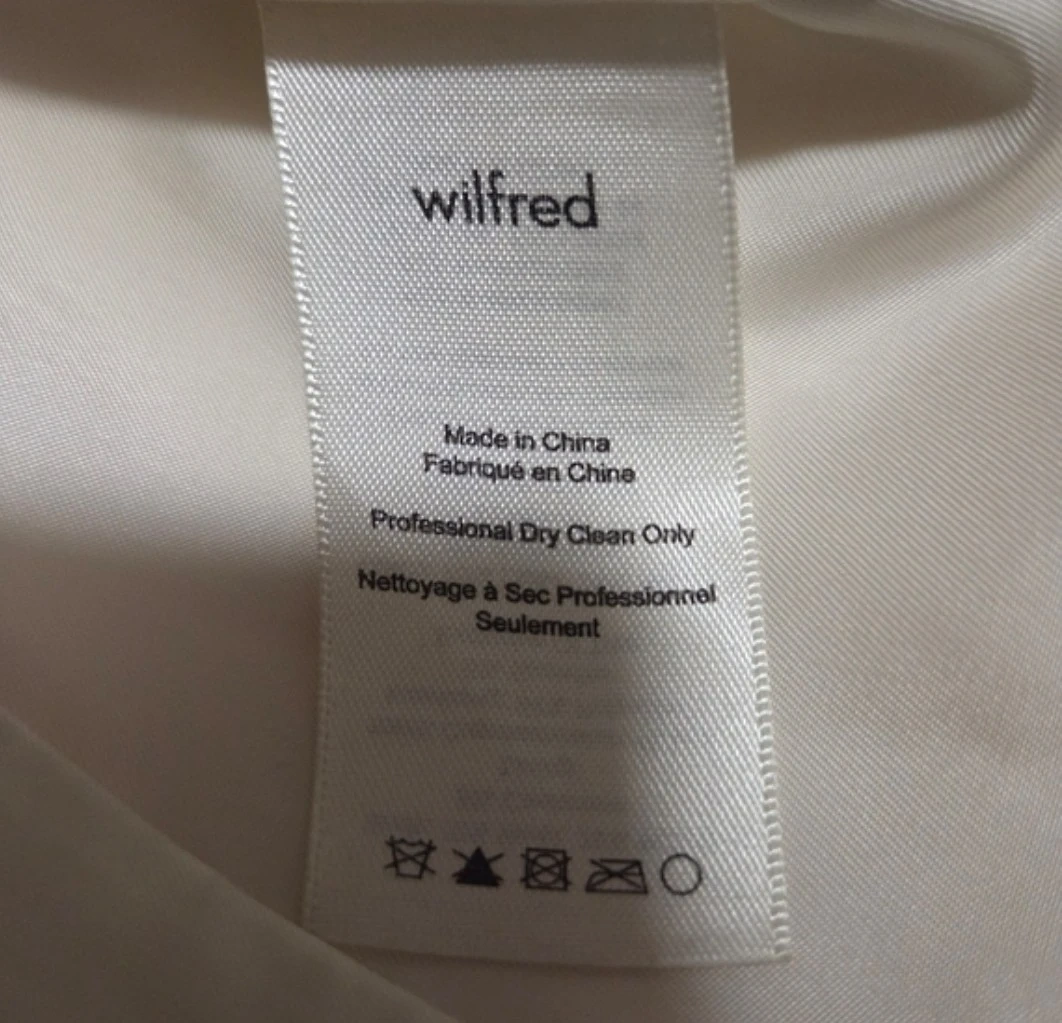 wilfred
Made in China
Fabriqué en Chine
Professional Dry Clean Only
Nettoyage à Sec Professionnel
Seulement